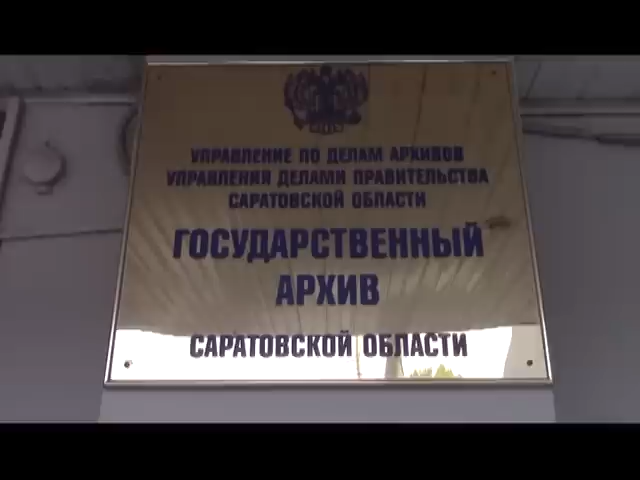 УПРАВЛЕНИЕ ПО ДЕЛАМ АРХИВОВ
УПРАВЛЕНИЯ ДЕЛАМИ ПРАВИТЕЛЬСТВА
САРАТОВСКОЙ ОБЛАСТИ
ГОСУДАРСТВЕННЫЙ
АРХИВ
САРАТОВСКОЙ ОБЛАСТИ